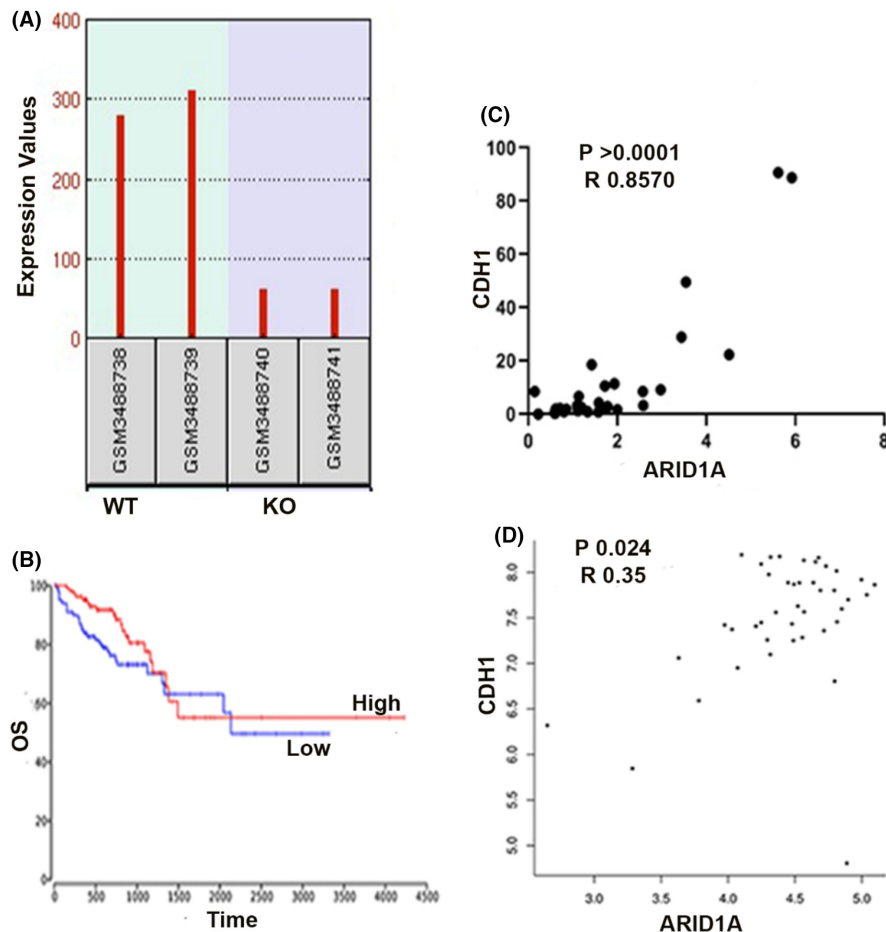 (A)
400
300
200
100
0
Expression Values
GSM3488738
GSM3488739
GSM3488740
GSM3488741
WT
KO
(B)
100
80
60
40
20
0
OS
High
Low
0
500
1000
1500
2000
2500
3000
3500
4000
4500
Time
(C)
P >0.0001
R 0.8570
100
80
60
40
20
0
CDH1
0
2
4
6
8
ARID1A
(D)
P 0.024
R 0.35
8.0
7.5
7.0
6.5
6.0
5.5
5.0
CDH1
3.0
3.5
4.0
4.5
5.0
ARID1A